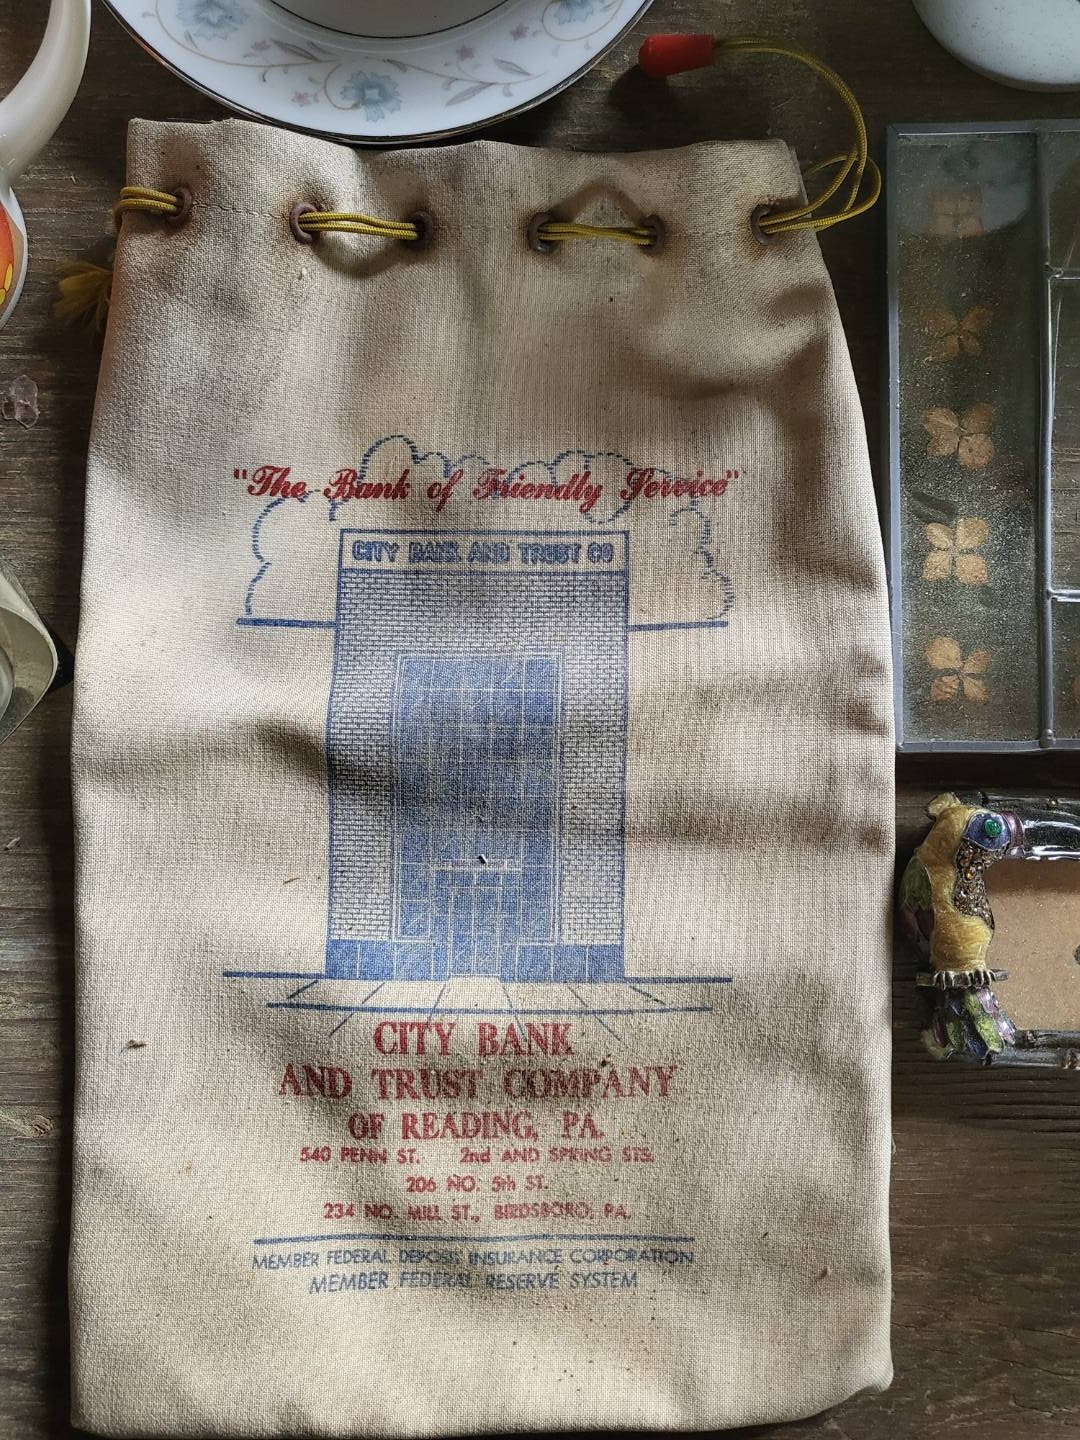 "The Bank of Friendly Service"
CITY BANK AND TRUST CO
CITY BANK
AND TRUST COMPANY
OF READING, PA.
540 PENN ST. 2nd AND SPRING STS.
206 NO. 5th ST.
234 NO. MILL ST., BIRDSBORO, PA.
MEMBER FEDERAL DEPOSIT INSURANCE CORPORATION
MEMBER FEDERAL RESERVE SYSTEM